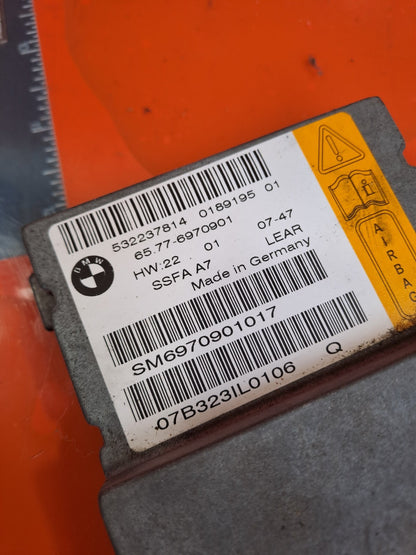 532237814 0189195 01
65.77-6970901
HW:22 01 07-47
SSFA A7 LEAR
Made in Germany
BMW
SM6970901017
07B323IL0106 Q
AIRBA